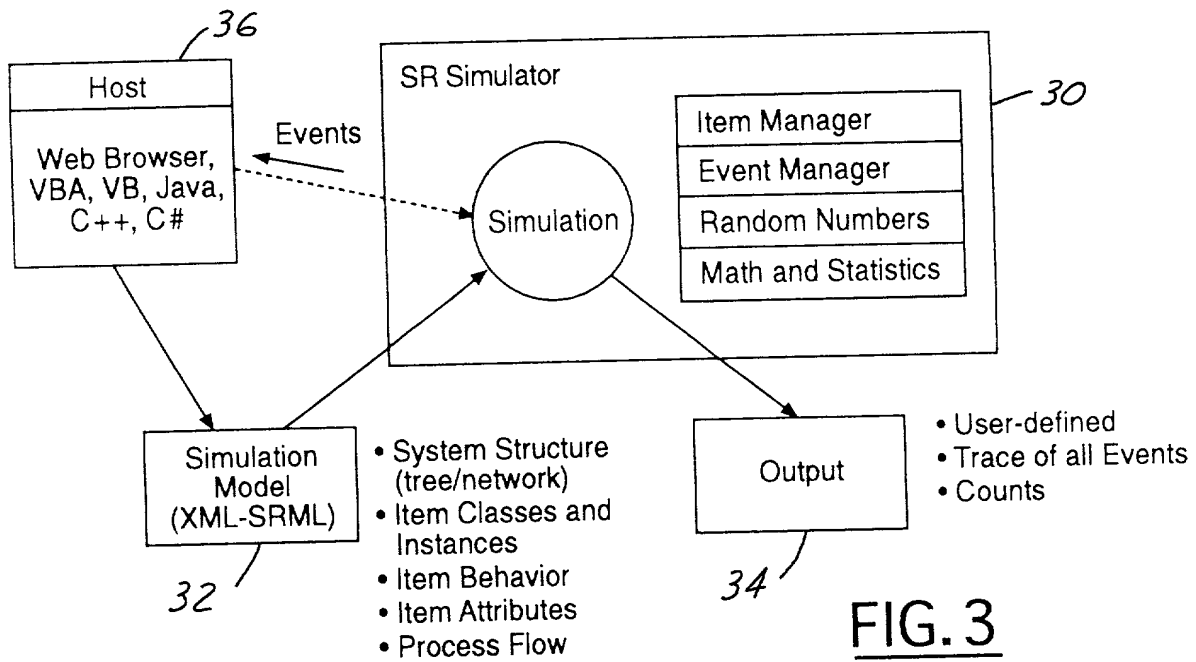 36
Host
Web Browser,
VBA, VB, Java,
C++, C#
Events
SR Simulator
30
Simulation
Item Manager
Event Manager
Random Numbers
Math and Statistics
Simulation
Model
(XML-SRML)
32
• System Structure
(tree/network)
• Item Classes and
Instances
• Item Behavior
• Item Attributes
• Process Flow
Output
34
• User-defined
• Trace of all Events
• Counts
FIG. 3